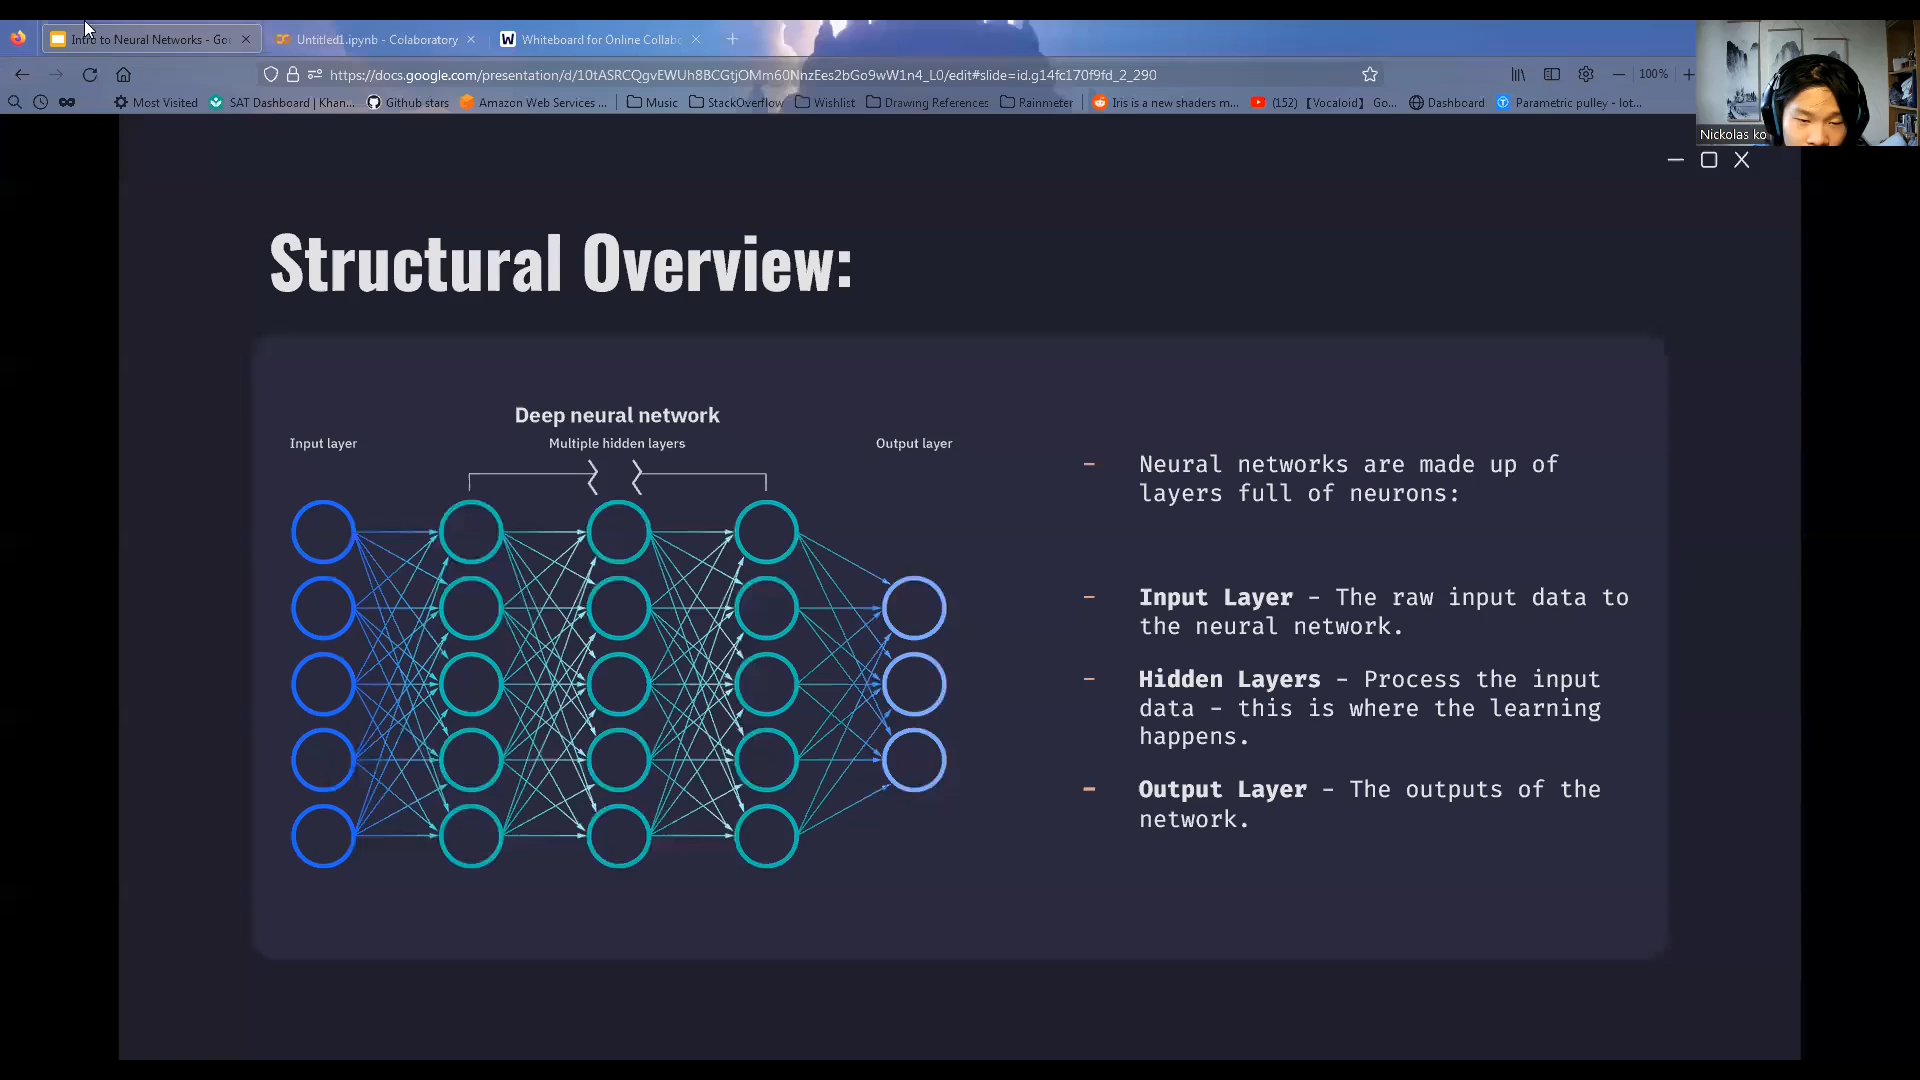 Intro to Neural Networks - Goo
Untitled1.ipynb - Colaboratory
Whiteboard for Online Collabo
https://docs.google.com/presentation/d/10tASRCQgvEWUh8BCGtjOMm60NnzEes2bGo9wW1n4_L0/edit#slide=id.g14fc170f9fd_2_290
100%
Most Visited
SAT Dashboard | Khan...
Github stars
Amazon Web Services ...
Music
StackOverflow
Wishlist
Drawing References
Rainmeter
Iris is a new shaders m...
(152) 【Vocaloid】 Go...
Dashboard
Parametric pulley - lot...
Nickolas ko
Structural Overview:
Deep neural network
Input layer
Multiple hidden layers
Output layer
- Neural networks are made up of
layers full of neurons:
- Input Layer - The raw input data to
the neural network.
- Hidden Layers - Process the input
data - this is where the learning
happens.
- Output Layer - The outputs of the
network.